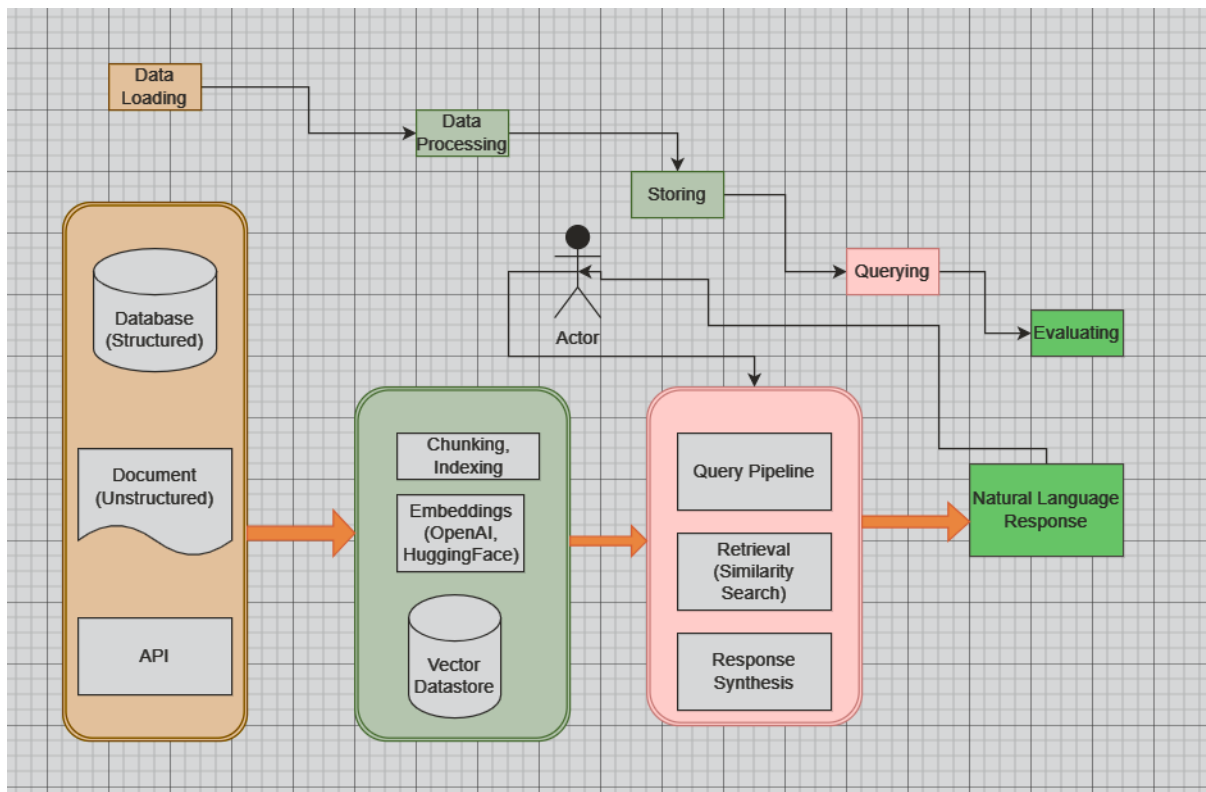 Data
Loading
Data
Processing
Storing
Querying
Evaluating
Actor
Database
(Structured)
Document
(Unstructured)
API
Chunking,
Indexing
Embeddings
(OpenAI,
HuggingFace)
Vector
Datastore
Query Pipeline
Retrieval
(Similarity
Search)
Response
Synthesis
Natural Language
Response